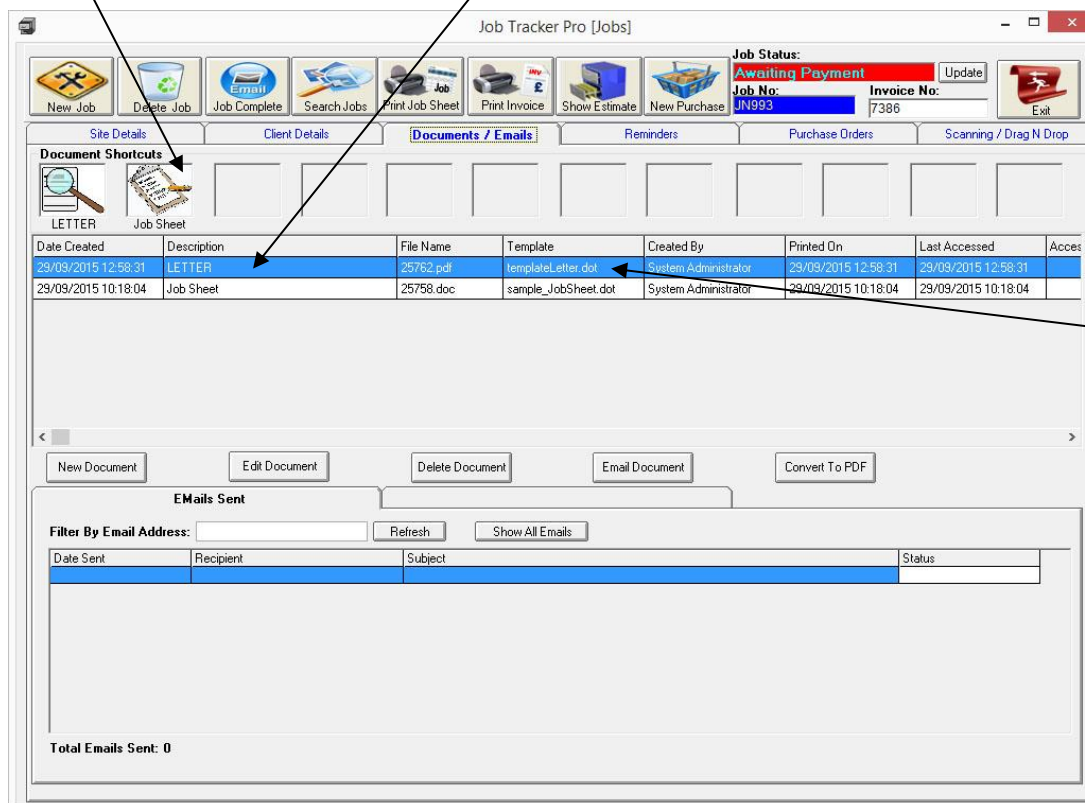 Job Tracker Pro [Jobs]
Job Status:
Awaiting Payment Update
Job No: Invoice No:
JN993 7386
New Job Delete Job Email Job Complete Search Jobs Job Print Job Sheet INV £ Print Invoice Show Estimate New Purchase Exit
Site Details Client Details Documents / Emails Reminders Purchase Orders Scanning / Drag N Drop
Document Shortcuts
LETTER Job Sheet
Date Created Description File Name Template Created By Printed On Last Accessed Acces
29/09/2015 12:58:31 LETTER 25762.pdf templateLetter.dot System Administrator 29/09/2015 12:58:31 29/09/2015 12:58:31
29/09/2015 10:18:04 Job Sheet 25758.doc sample_JobSheet.dot System Administrator 29/09/2015 10:18:04 29/09/2015 10:18:04
New Document Edit Document Delete Document Email Document Convert To PDF
EMails Sent
Filter By Email Address: Refresh Show All Emails
Date Sent Recipient Subject Status
Total Emails Sent: 0